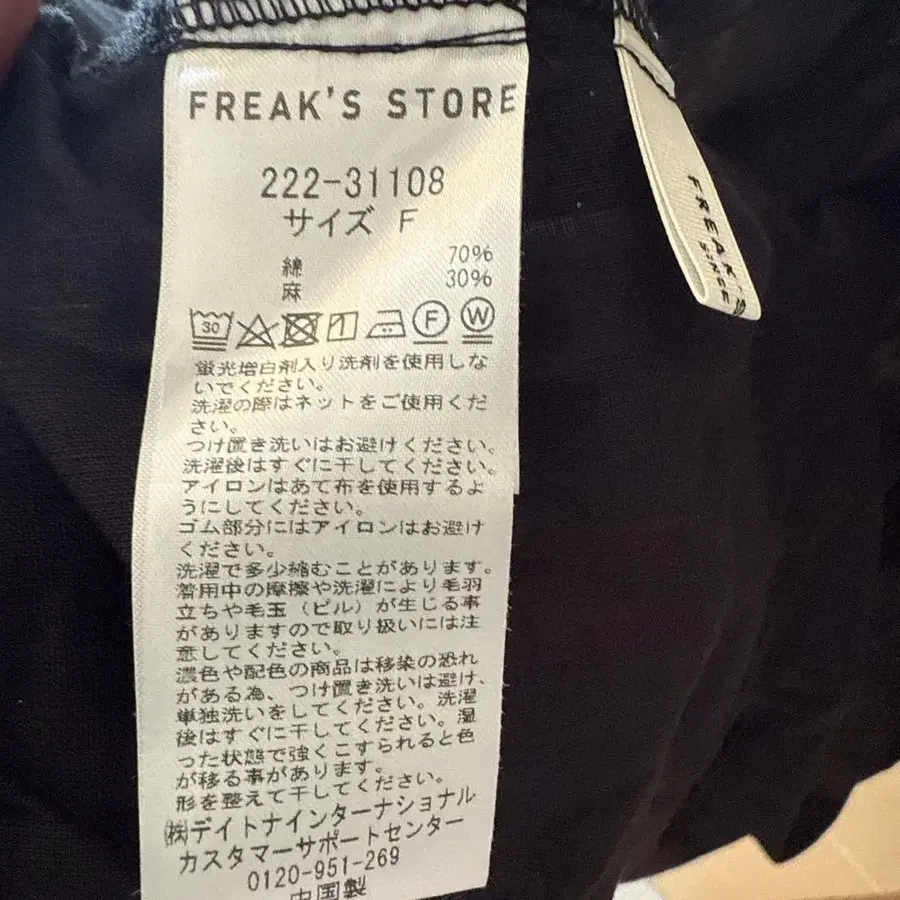 FREAK'S STORE
222-31108
サイズ F
綿 70%
麻 30%
30
F
W
蛍光増白剤入り洗剤を使用しな
いでください。
洗濯の際はネットをご使用くだ
さい。
つけ置き洗いはお避けください。
洗濯後はすぐに干してください。
アイロンはあて布を使用するよ
うにしてください。
ゴム部分にはアイロンはお避け
ください。
洗濯で多少縮むことがあります。
着用中の摩擦や洗濯により毛羽
立ちや毛玉(ピル)が生じる事
がありますので取り扱いには注
意してください。
濃色や配色の商品は移染の恐れ
がある為、つけ置き洗いは避け、
単独洗いをしてください。洗濯
後はすぐに干してください。湿
った状態で強くこすられると色
が移る事があります。
形を整えて干してください。
㈱デイトナインターナショナル
カスタマーサポートセンター
0120-951-269
中国製
FREAK'S
SINCE